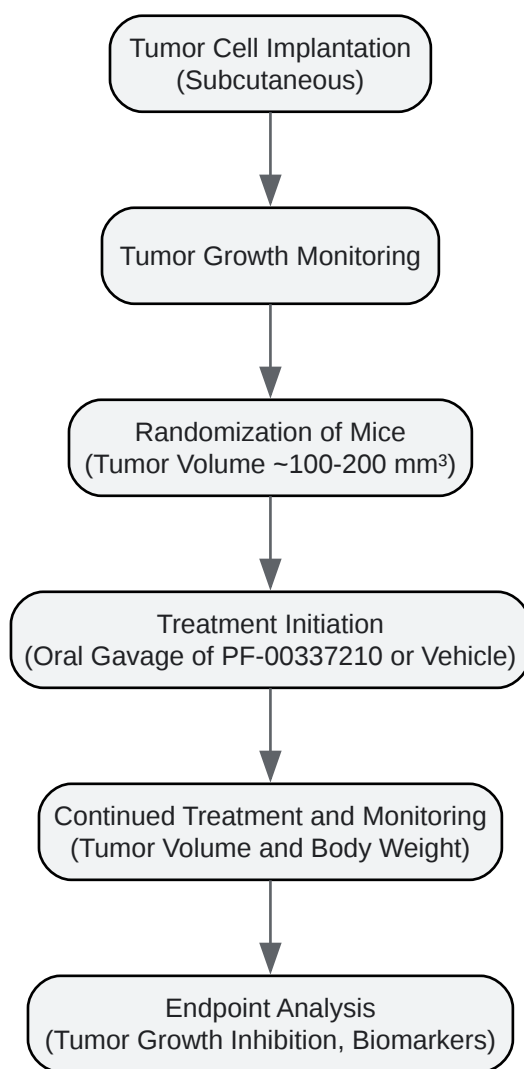 Tumor Cell Implantation
(Subcutaneous)
Tumor Growth Monitoring
Randomization of Mice
(Tumor Volume ~100-200 mm³)
Treatment Initiation
(Oral Gavage of PF-00337210 or Vehicle)
Continued Treatment and Monitoring
(Tumor Volume and Body Weight)
Endpoint Analysis
(Tumor Growth Inhibition, Biomarkers)